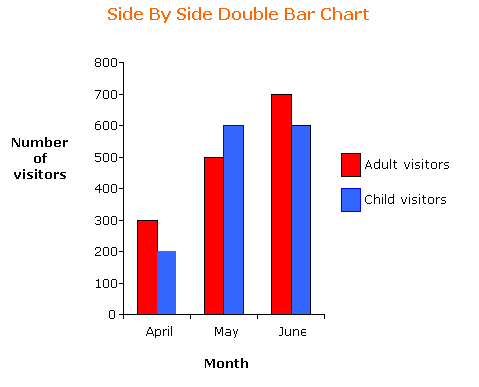 Side By Side Double Bar Chart
Number
of
visitors
800
700
600
500
400
300
200
100
0
April
May
June
Month
Adult visitors
Child visitors